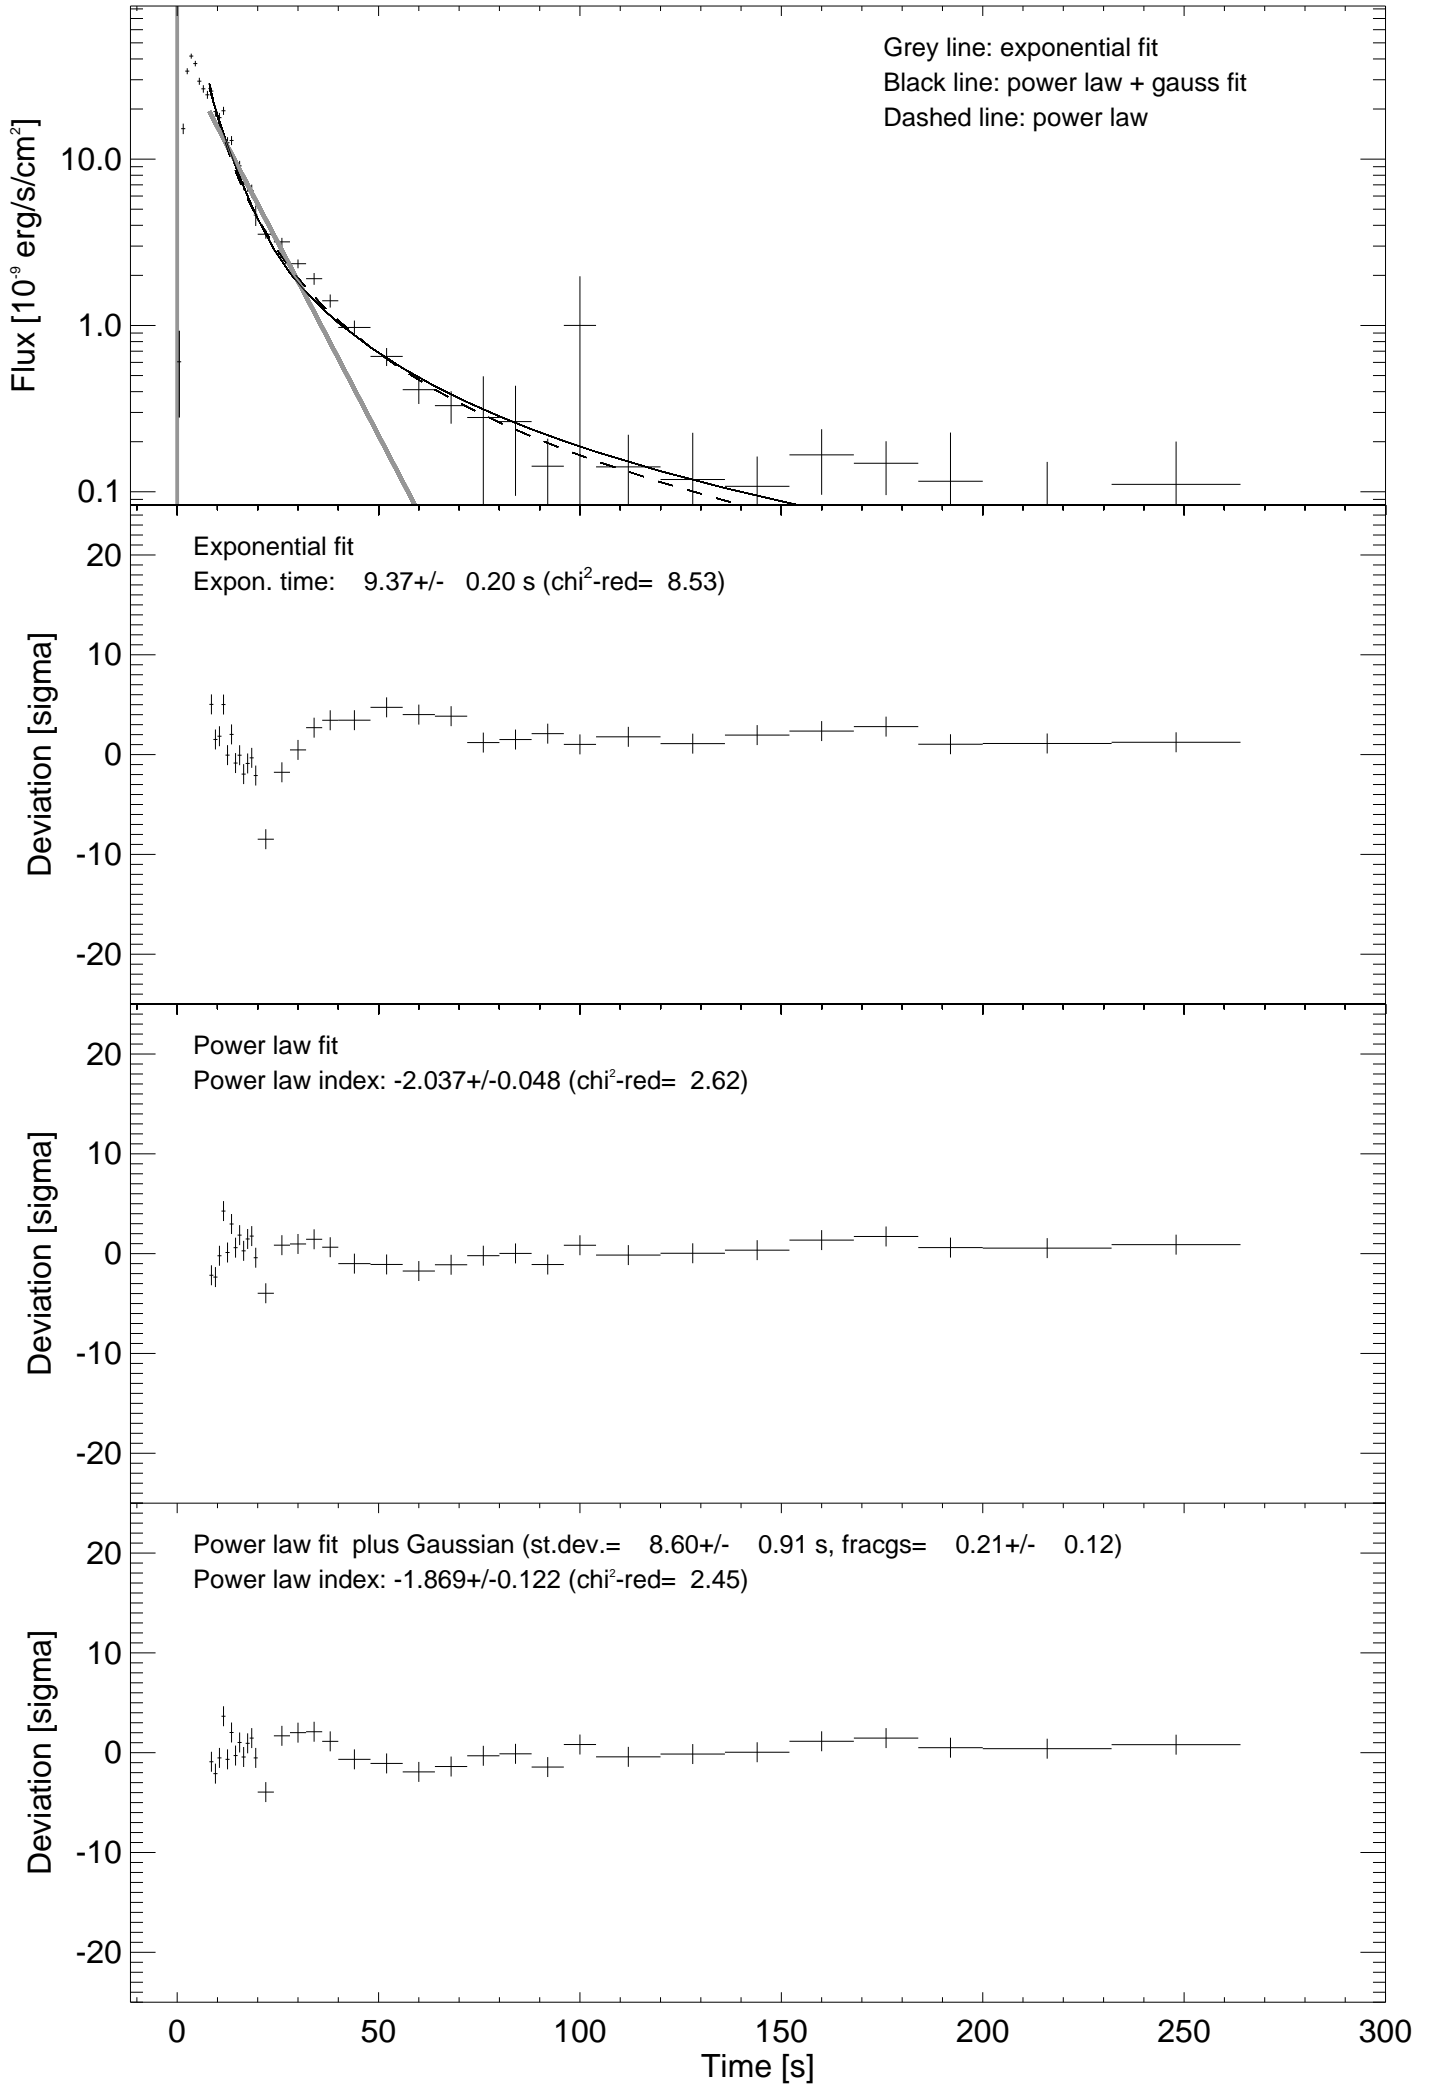 Grey line: exponential fit
Black line: power law + gauss fit
Dashed line: power law
Flux [10⁻⁹ erg/s/cm²]
10.0
1.0
0.1
Exponential fit
Expon. time: 9.37+/- 0.20 s (chi²-red= 8.53)
Deviation [sigma]
20
10
0
-10
-20
Power law fit
Power law index: -2.037+/-0.048 (chi²-red= 2.62)
Deviation [sigma]
20
10
0
-10
-20
Power law fit plus Gaussian (st.dev.= 8.60+/- 0.91 s, fracgs= 0.21+/- 0.12)
Power law index: -1.869+/-0.122 (chi²-red= 2.45)
Deviation [sigma]
20
10
0
-10
-20
0 50 100 150 200 250 300
Time [s]